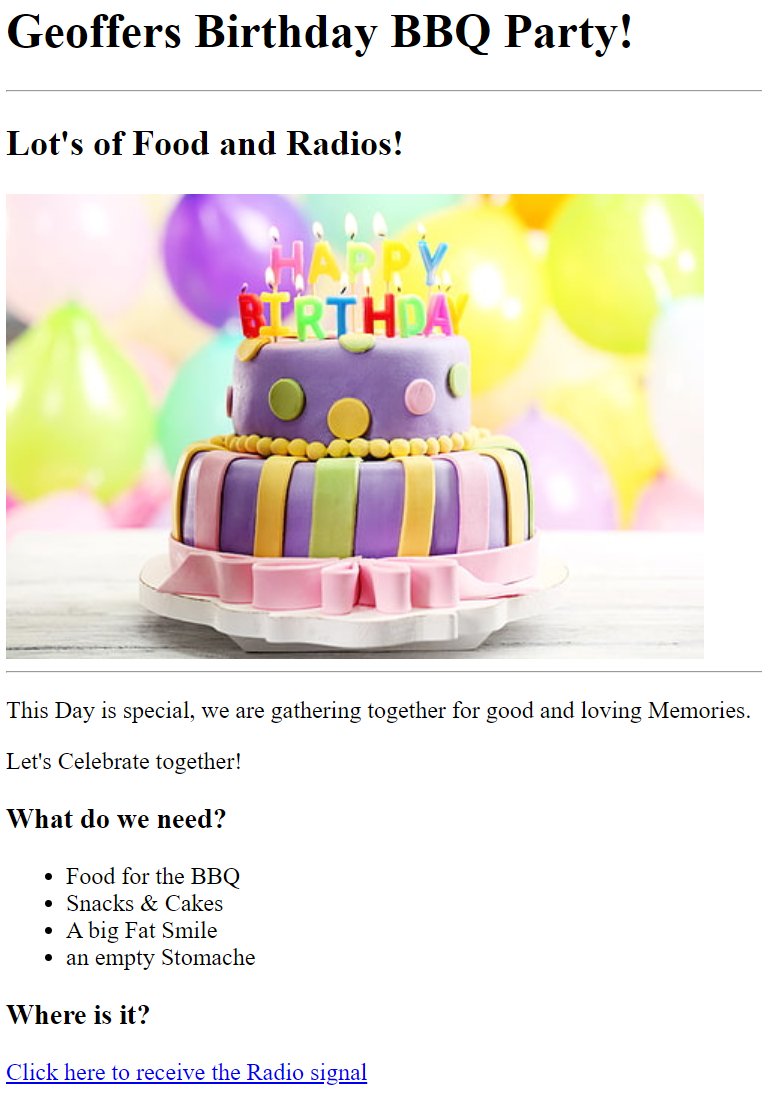 Geoffers Birthday BBQ Party!
Lot's of Food and Radios!
HAPPY
BIRTHDAY
This Day is special, we are gathering together for good and loving Memories.
Let's Celebrate together!
What do we need?
• Food for the BBQ
• Snacks & Cakes
• A big Fat Smile
• an empty Stomache
Where is it?
Click here to receive the Radio signal